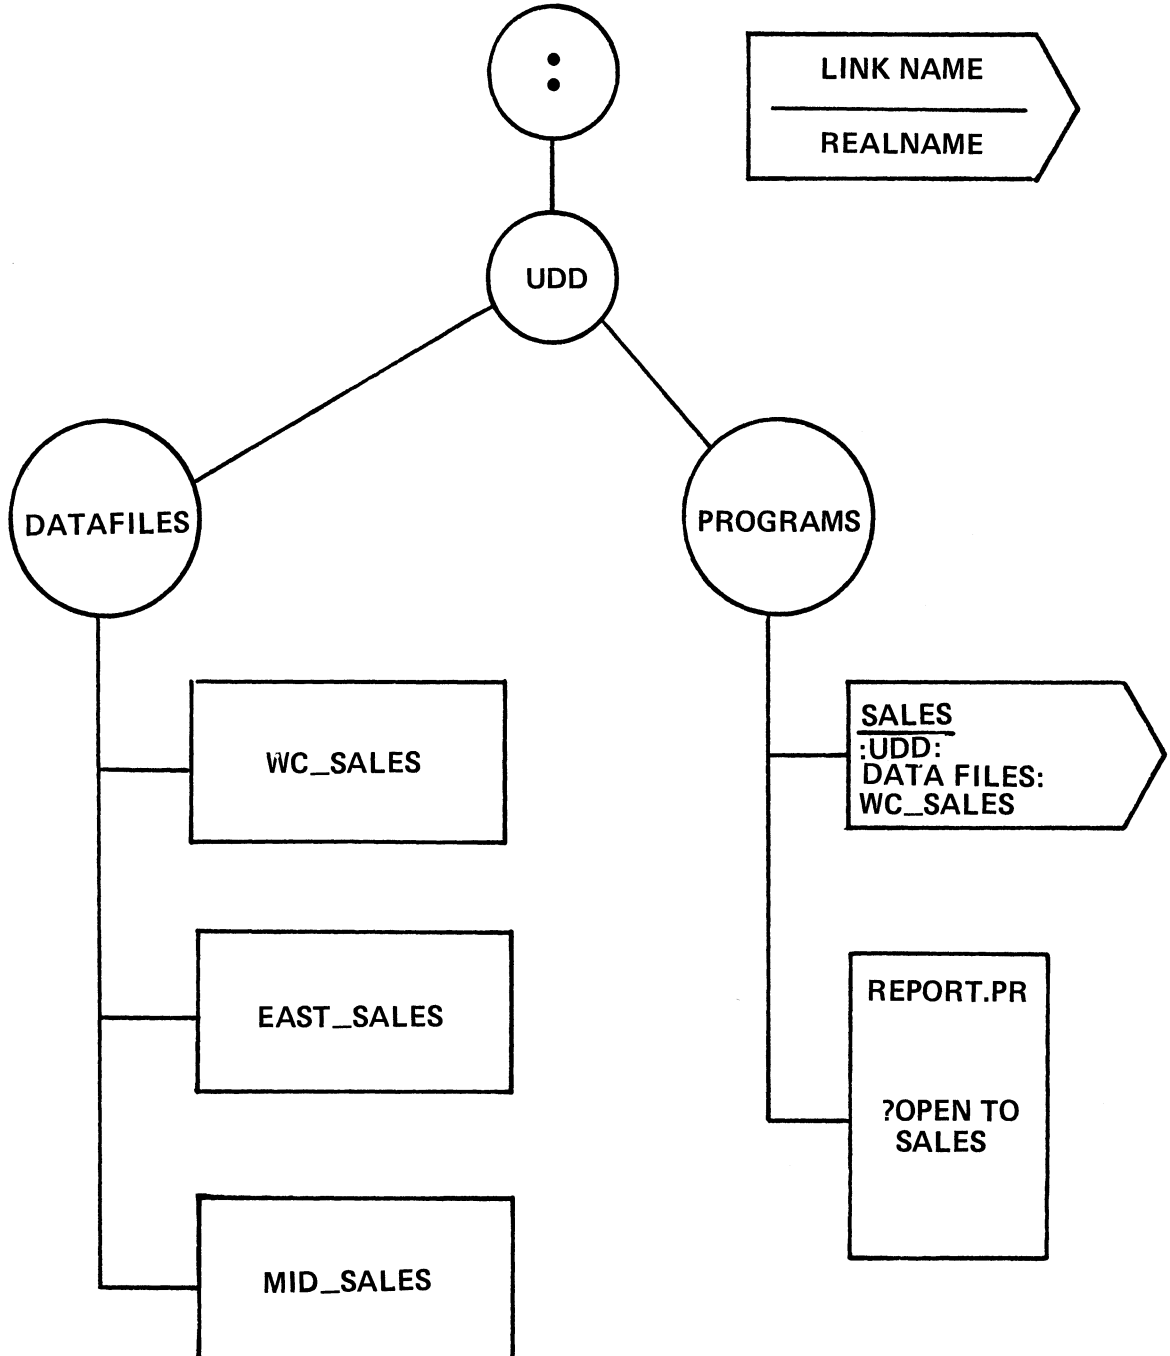 :
LINK NAME
REALNAME
UDD
DATAFILES
PROGRAMS
WC_SALES
SALES
:UDD:
DATA FILES:
WC_SALES
EAST_SALES
REPORT.PR
?OPEN TO
SALES
MID_SALES